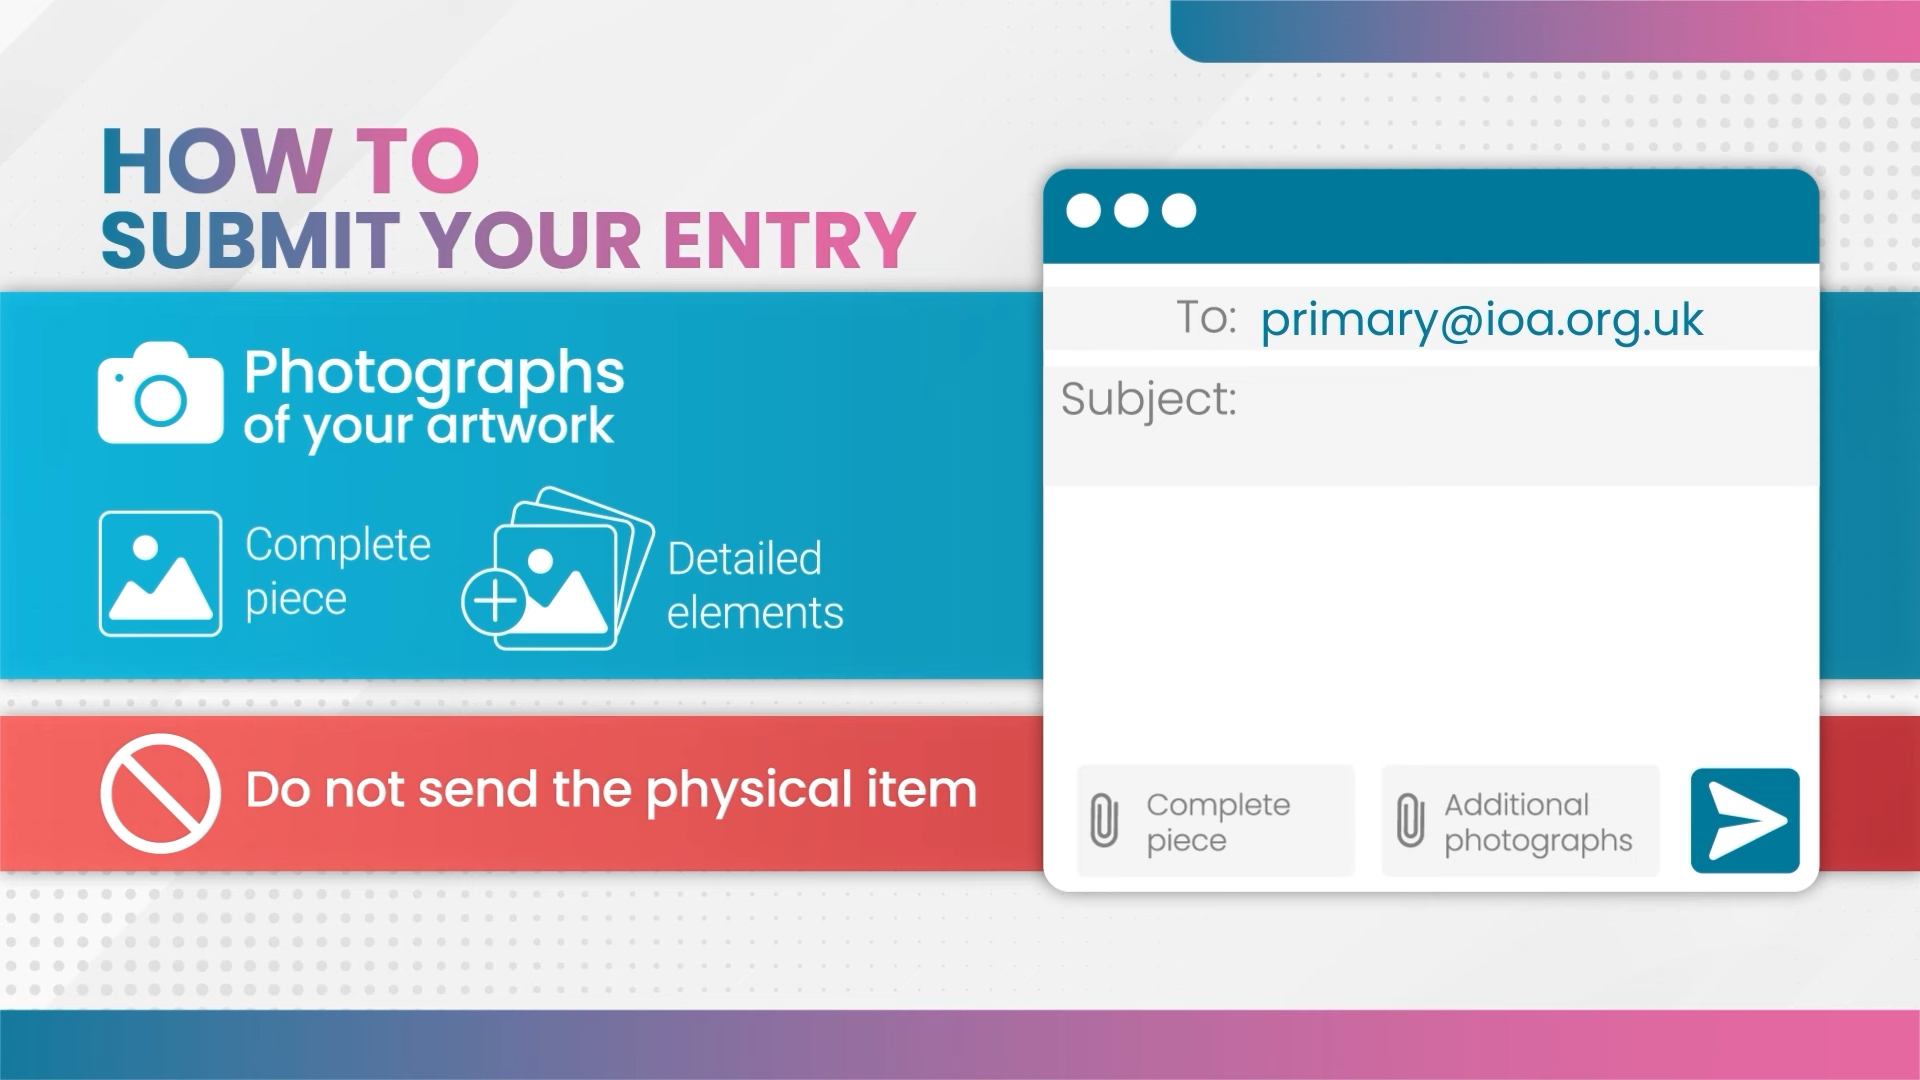 HOW TO
SUBMIT YOUR ENTRY
Photographs
of your artwork
Complete
piece
Detailed
elements
Do not send the physical item
To: primary@ioa.org.uk
Subject:
Complete
piece
Additional
photographs